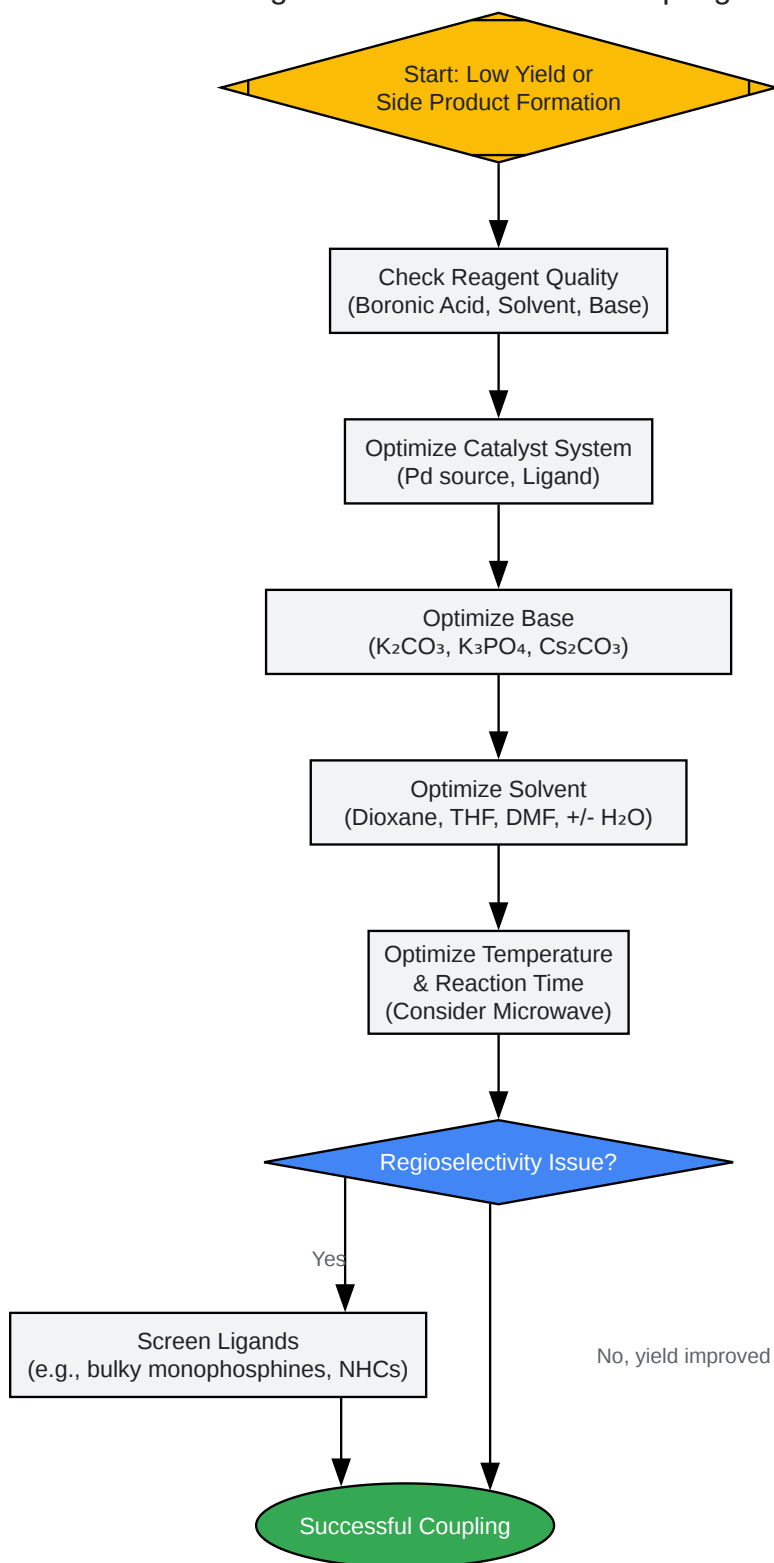 Start: Low Yield or
Side Product Formation
Check Reagent Quality
(Boronic Acid, Solvent, Base)
Optimize Catalyst System
(Pd source, Ligand)
Optimize Base
(K₂CO₃, K₃PO₄, Cs₂CO₃)
Optimize Solvent
(Dioxane, THF, DMF, +/- H₂O)
Optimize Temperature
& Reaction Time
(Consider Microwave)
Regioselectivity Issue?
Yes
Screen Ligands
(e.g., bulky monophosphines, NHCs)
No, yield improved
Successful Coupling